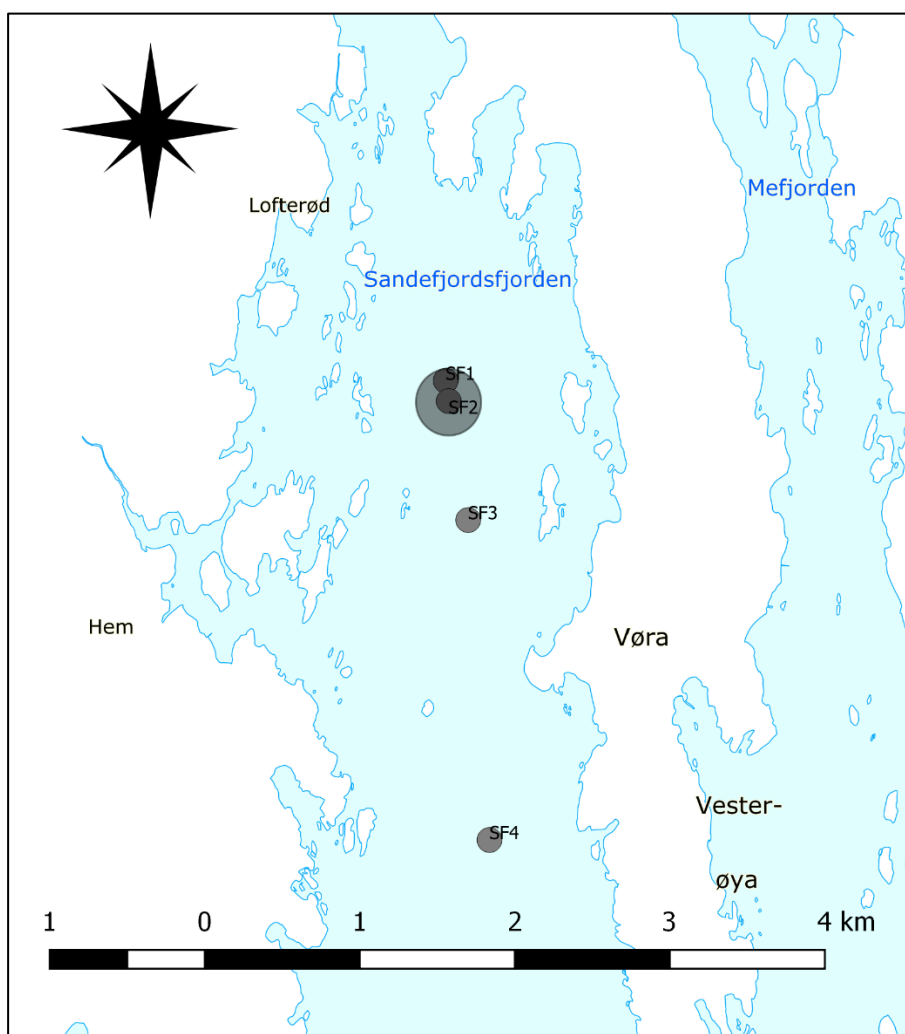 Mefjorden
Lofterød
Sandefjordsfjorden
SF1
SF2
SF3
Hem
Vøra
Vester-
øya
SF4
1 0 1 2 3 4 km